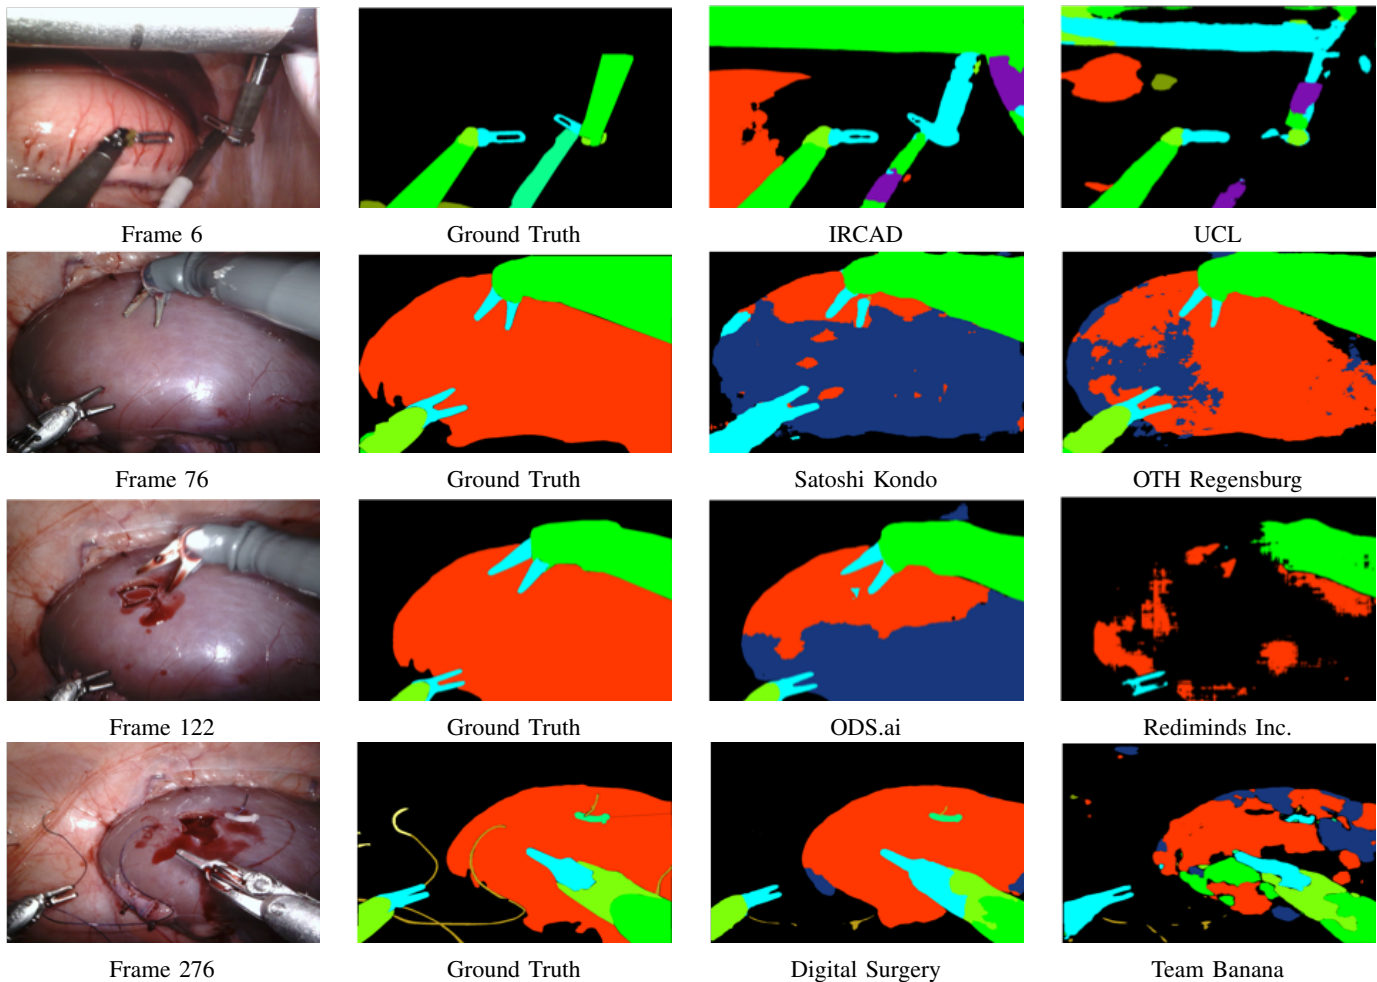 Frame 6 Ground Truth IRCAD UCL
Frame 76 Ground Truth Satoshi Kondo OTH Regensburg
Frame 122 Ground Truth ODS.ai Rediminds Inc.
Frame 276 Ground Truth Digital Surgery Team Banana